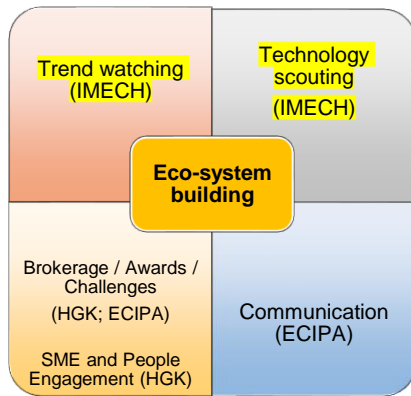 Trend watching
(IMECH)
Technology
scouting
(IMECH)
Eco-system
building
Brokerage / Awards /
Challenges
(HGK; ECIPA)
SME and People
Engagement (HGK)
Communication
(ECIPA)